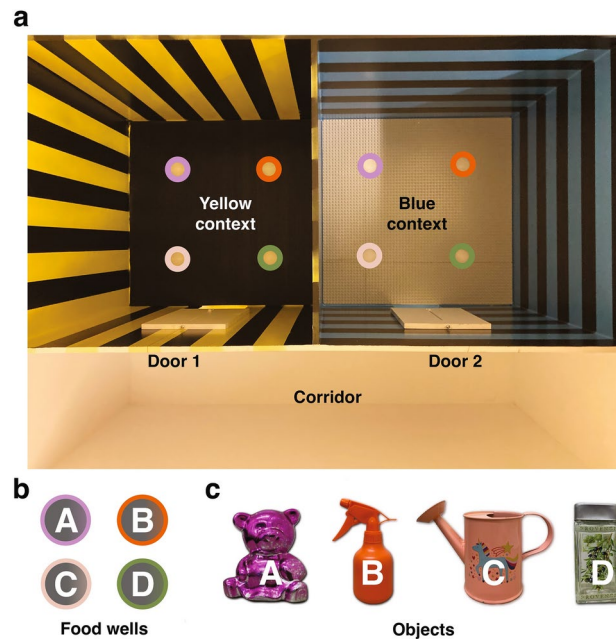 a
Yellow
context
Blue
context
Door 1
Door 2
Corridor
b
A
B
C
D
Food wells
c
A
B
C
D
Objects